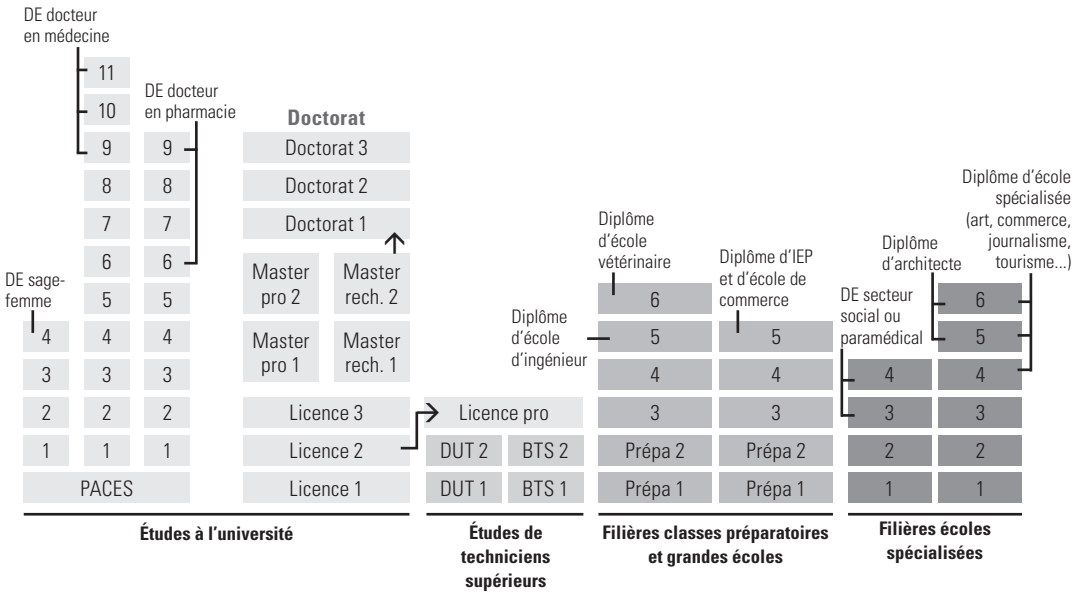 DE docteur
en médecine
11
10
9
8
7
6
5
4
3
2
1
DE docteur
en pharmacie
9
8
7
6
5
4
3
2
1
DE sage-
femme
4
3
2
1
PACES
Doctorat
Doctorat 3
Doctorat 2
Doctorat 1
Master
pro 2
Master
rech. 2
Master
pro 1
Master
rech. 1
Licence 3
Licence 2
Licence 1
Études à l’université
Licence pro
DUT 2
BTS 2
DUT 1
BTS 1
Études de
techniciens
supérieurs
Diplôme
d’école
vétérinaire
Diplôme
d’école
d’ingénieur
6
5
4
3
Prépa 2
Prépa 1
Diplôme d’IEP
et d’école de
commerce
5
4
3
Prépa 2
Prépa 1
Filières classes préparatoires
et grandes écoles
DE secteur
social ou
paramédical
4
3
2
1
Diplôme
d’architecte
Diplôme d’école
spécialisée
(art, commerce,
journalisme,
tourisme...)
6
5
4
3
2
1
Filières écoles
spécialisées